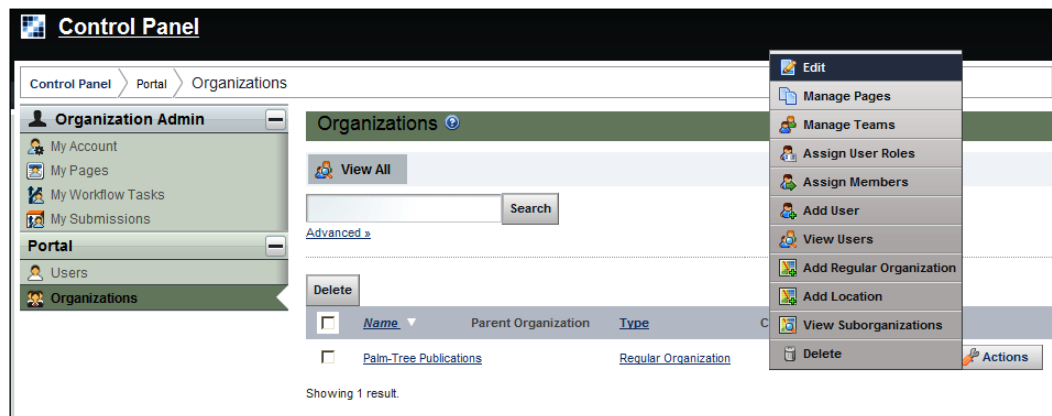 Control Panel
Control Panel Portal Organizations
Organization Admin
My Account
My Pages
My Workflow Tasks
My Submissions
Portal
Users
Organizations
Organizations
View All
Search
Advanced »
Delete
Name Parent Organization Type C
Palm-Tree Publications Regular Organization Actions
Showing 1 result.
Edit
Manage Pages
Manage Teams
Assign User Roles
Assign Members
Add User
View Users
Add Regular Organization
Add Location
View Suborganizations
Delete